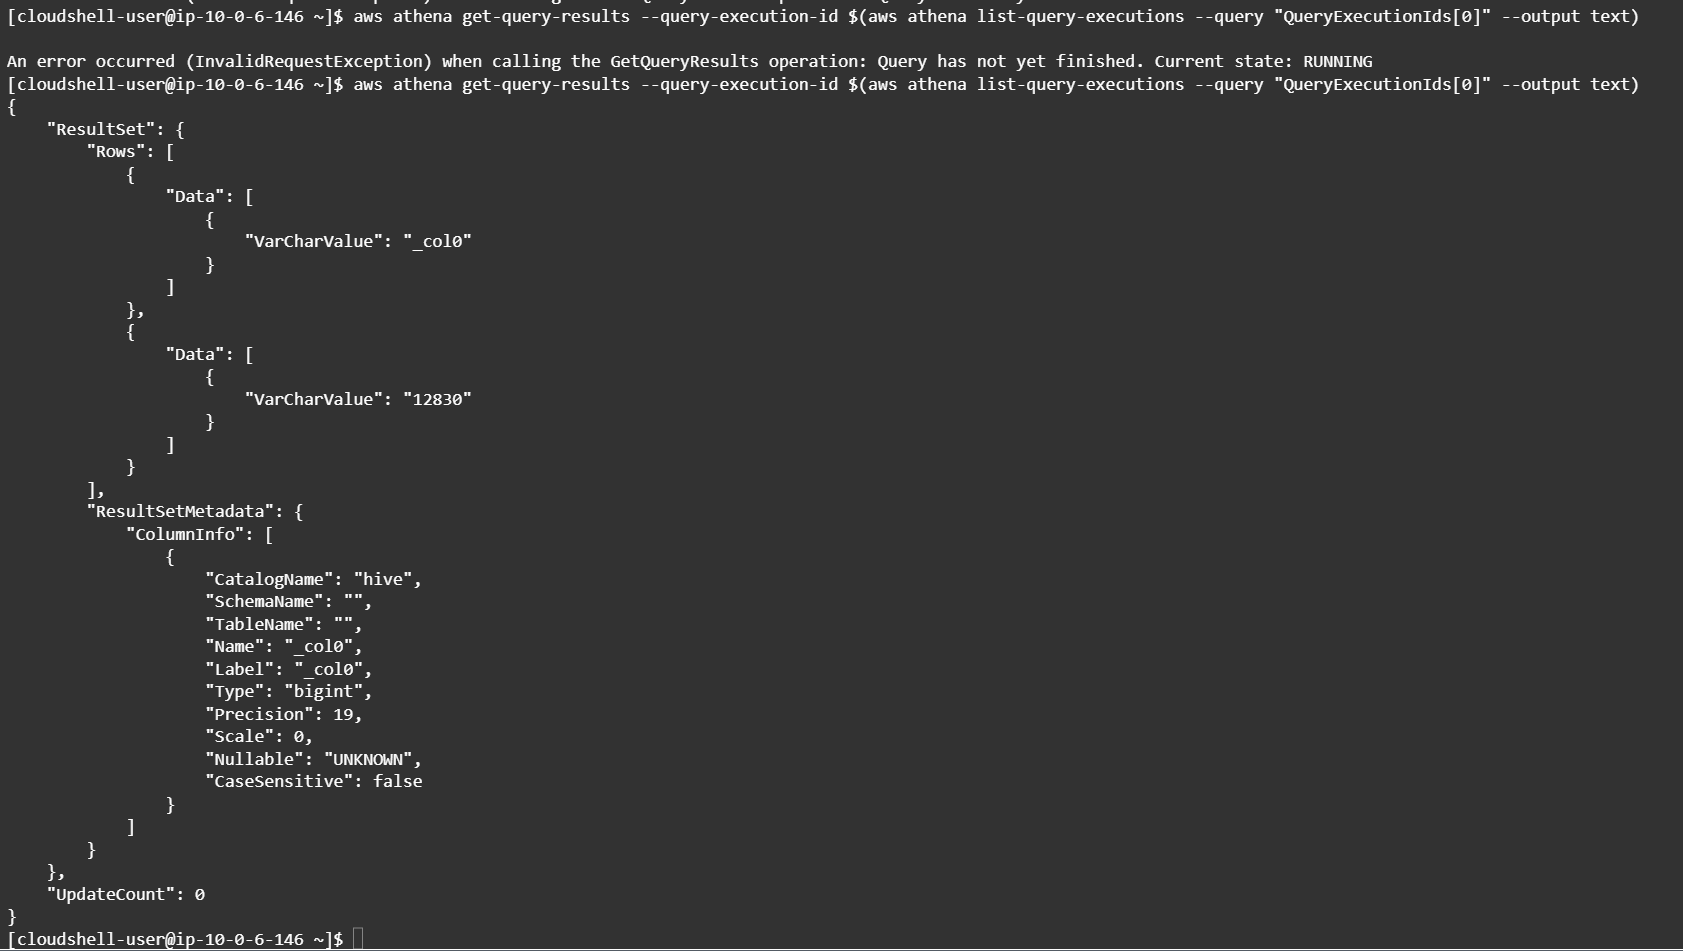 [cloudshell-user@ip-10-0-6-146 ~]$ aws athena get-query-results --query-execution-id $(aws athena list-query-executions --query "QueryExecutionIds[0]" --output text)

An error occurred (InvalidRequestException) when calling the GetQueryResults operation: Query has not yet finished. Current state: RUNNING
[cloudshell-user@ip-10-0-6-146 ~]$ aws athena get-query-results --query-execution-id $(aws athena list-query-executions --query "QueryExecutionIds[0]" --output text)
{
    "ResultSet": {
        "Rows": [
            {
                "Data": [
                    {
                        "VarCharValue": "_col0"
                    }
                ]
            },
            {
                "Data": [
                    {
                        "VarCharValue": "12830"
                    }
                ]
            }
        ],
        "ResultSetMetadata": {
            "ColumnInfo": [
                {
                    "CatalogName": "hive",
                    "SchemaName": "",
                    "TableName": "",
                    "Name": "_col0",
                    "Label": "_col0",
                    "Type": "bigint",
                    "Precision": 19,
                    "Scale": 0,
                    "Nullable": "UNKNOWN",
                    "CaseSensitive": false
                }
            ]
        }
    },
    "UpdateCount": 0
}
[cloudshell-user@ip-10-0-6-146 ~]$